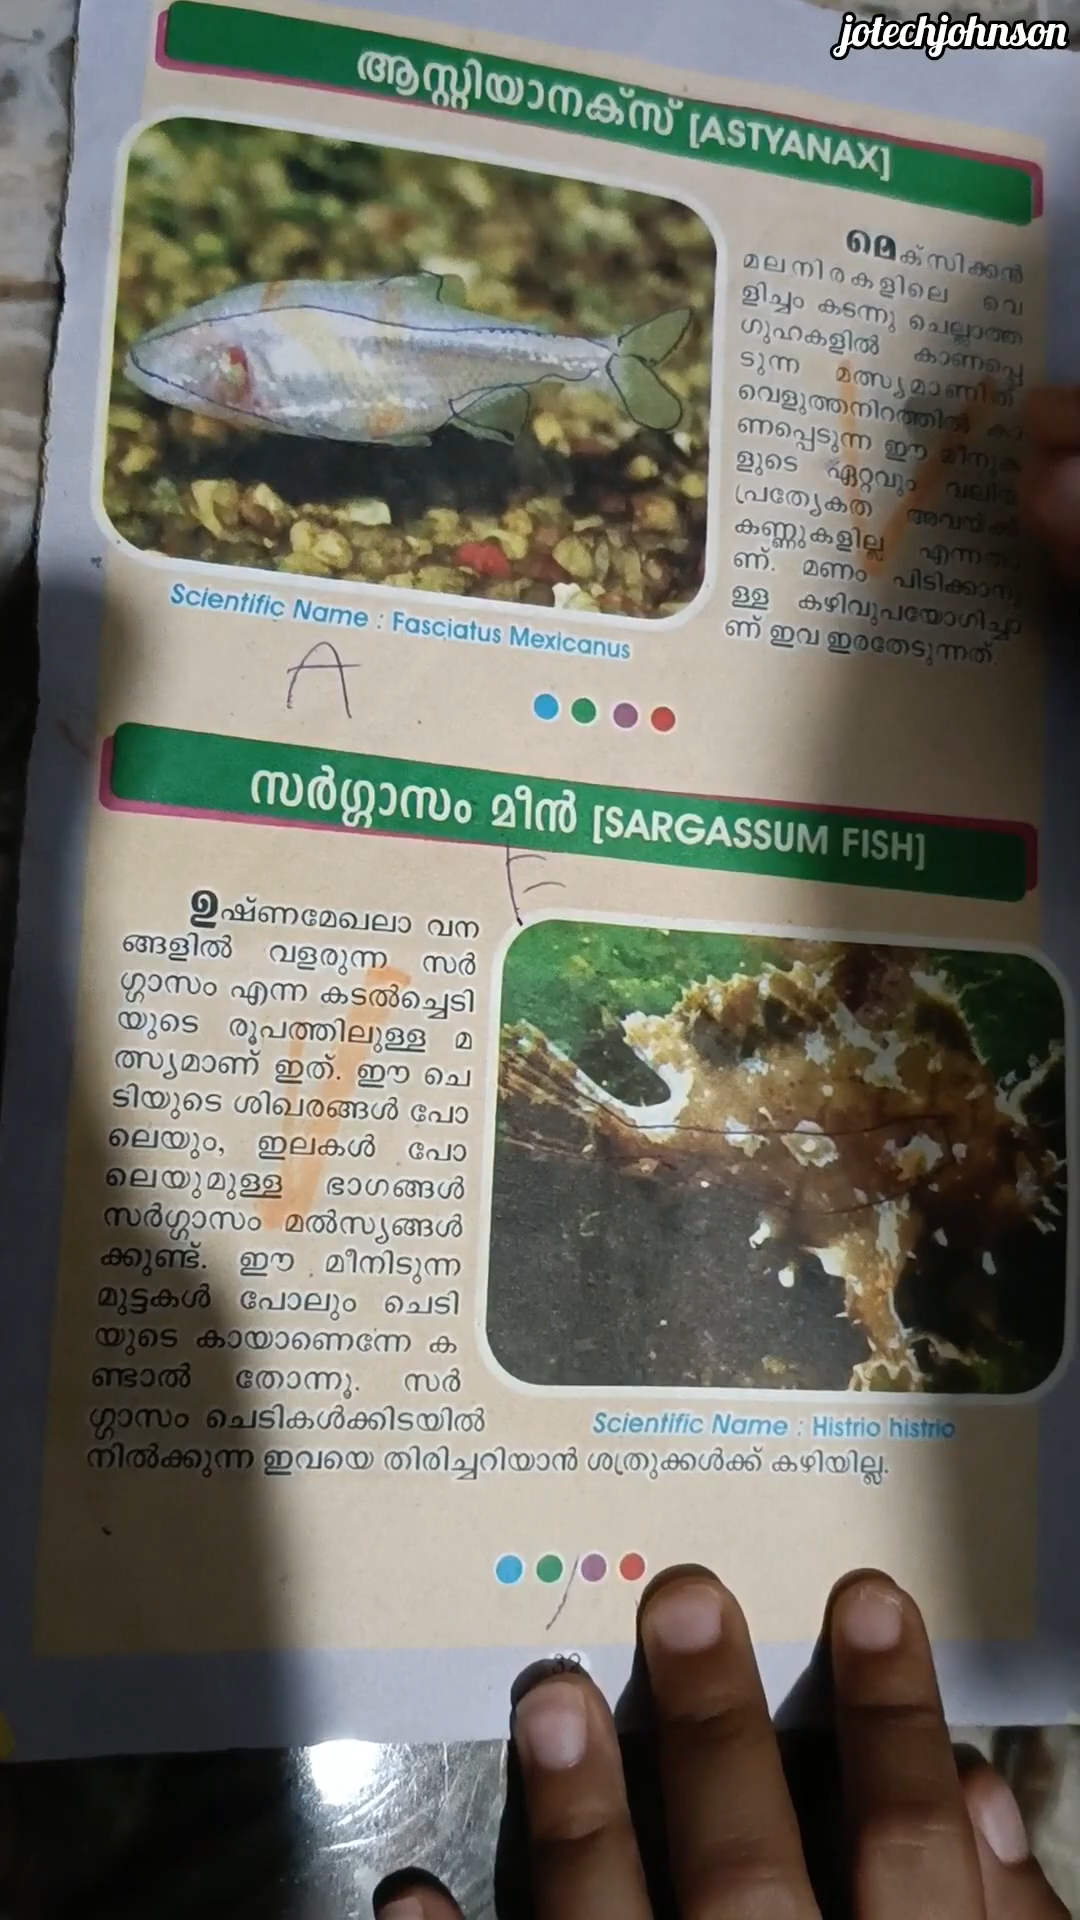 jotechjohnson
ആസ്റ്റിയാനക്സ് [ASTYANAX]
മെക്സിക്കൻ
മലനിരകളിലെ വെ
ളിച്ചം കടന്നു ചെല്ലാത്ത
ഗുഹകളിൽ കാണപ്പെ
ടുന്ന മത്സ്യമാണിത്
വെളുത്തനിറത്തിൽ കാ
ണപ്പെടുന്ന ഈ മീനുക
ളുടെ ഏറ്റവും വലിയ
പ്രത്യേകത അവയ്ക്ക്
കണ്ണുകളില്ല എന്നതാ
ണ്. മണം പിടിക്കാനു
ള്ള കഴിവുപയോഗിച്ചാ
ണ് ഇവ ഇരതേടുന്നത്.
Scientific Name : Fasciatus Mexicanus
A
സർഗ്ഗാസം മീൻ [SARGASSUM FISH]
ഉഷ്ണമേഖലാ വന
ങ്ങളിൽ വളരുന്ന സർ
ഗ്ഗാസം എന്ന കടൽച്ചെടി
യുടെ രൂപത്തിലുള്ള മ
ത്സ്യമാണ് ഇത്. ഈ ചെ
ടിയുടെ ശിഖരങ്ങൾ പോ
ലെയും, ഇലകൾ പോ
ലെയുമുള്ള ഭാഗങ്ങൾ
സർഗ്ഗാസം മൽസ്യങ്ങൾ
ക്കുണ്ട്. ഈ മീനിടുന്ന
മുട്ടകൾ പോലും ചെടി
യുടെ കായാണെന്നേ ക
ണ്ടാൽ തോന്നൂ. സർ
ഗ്ഗാസം ചെടികൾക്കിടയിൽ
നിൽക്കുന്ന ഇവയെ തിരിച്ചറിയാൻ ശത്രുക്കൾക്ക് കഴിയില്ല.
Scientific Name : Histrio histrio
32